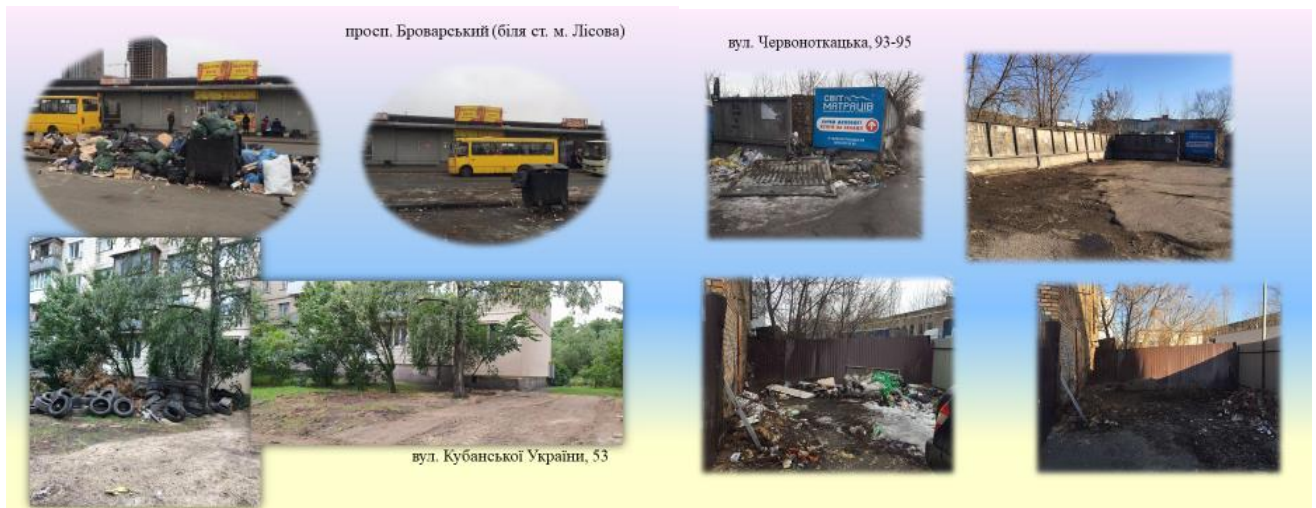 просп. Броварський (біля ст. м. Лісова)
вул. Червоноткацька, 93-95
СВІТ
МАТРАЦІВ
вул. Кубанської України, 53